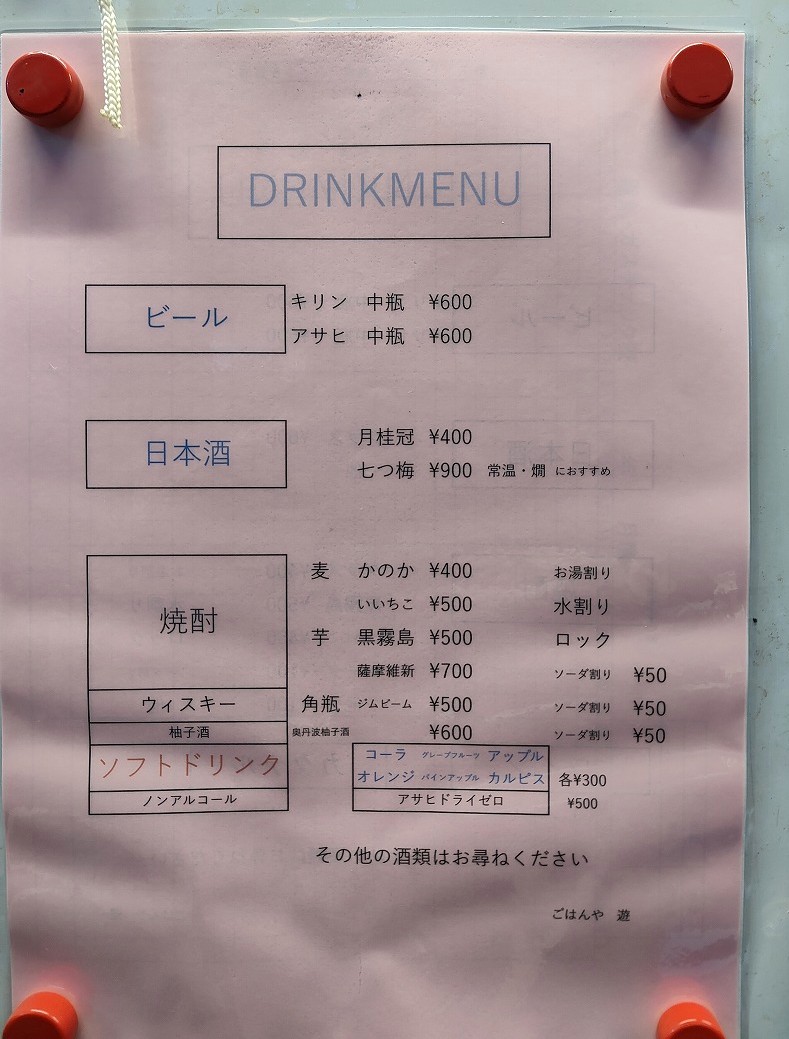 DRINKMENU
ビール キリン 中瓶 ¥600
アサヒ 中瓶 ¥600
日本酒 月桂冠 ¥400
七つ梅 ¥900 常温・燗 におすすめ
焼酎 麦 かのか ¥400 お湯割り
いいちこ ¥500 水割り
芋 黒霧島 ¥500 ロック
薩摩維新 ¥700 ソーダ割り ¥50
ウィスキー 角瓶 ジムビーム ¥500 ソーダ割り ¥50
柚子酒 奥丹波柚子酒 ¥600 ソーダ割り ¥50
ソフトドリンク コーラ グレープフルーツ アップル
オレンジ パインアップル カルピス 各¥300
ノンアルコール アサヒドライゼロ ¥500
その他の酒類はお尋ねください
ごはんや 遊